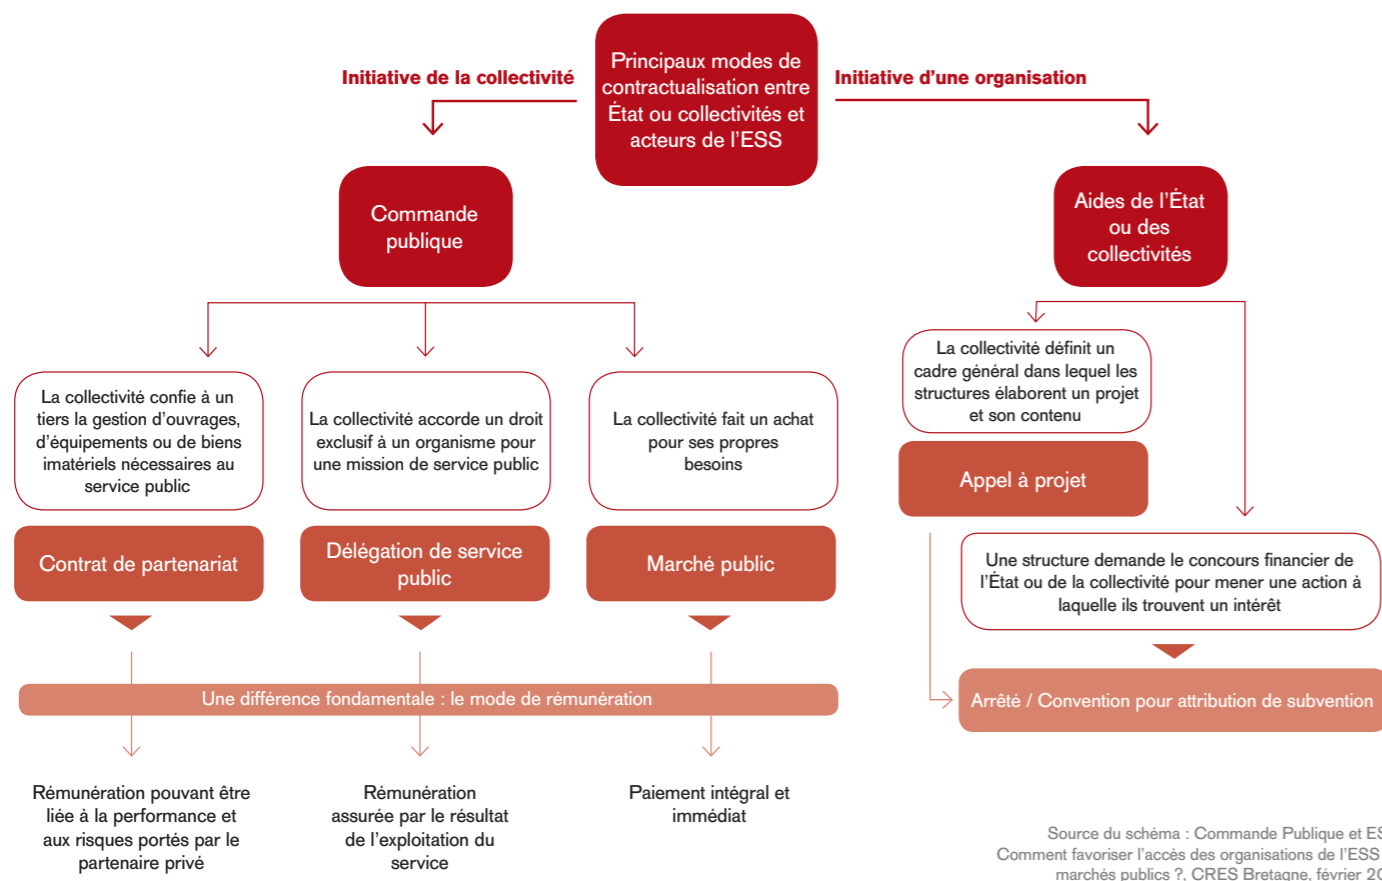 Principaux modes de
contractualisation entre
État ou collectivités et
acteurs de l'ESS
Initiative de la collectivité
Initiative d'une organisation
Commande
publique
Aides de l'État
ou des
collectivités
La collectivité confie à un
tiers la gestion d'ouvrages,
d'équipements ou de biens
imatériels nécessaires au
service public
Contrat de partenariat
La collectivité accorde un droit
exclusif à un organisme pour
une mission de service public
Délégation de service
public
La collectivité fait un achat
pour ses propres
besoins
Marché public
La collectivité définit un
cadre général dans lequel les
structures élaborent un projet
et son contenu
Appel à projet
Une structure demande le concours financier de
l'État ou de la collectivité pour mener une action à
laquelle ils trouvent un intérêt
Arrêté / Convention pour attribution de subvention
Une différence fondamentale : le mode de rémunération
Rémunération pouvant être
liée à la performance et
aux risques portés par le
partenaire privé
Rémunération
assurée par le résultat
de l'exploitation du
service
Paiement intégral et
immédiat
Source du schéma : Commande Publique et
Comment favoriser l'accès des organisations de l'ESS
marchés publics ?, CRES Bretagne, février